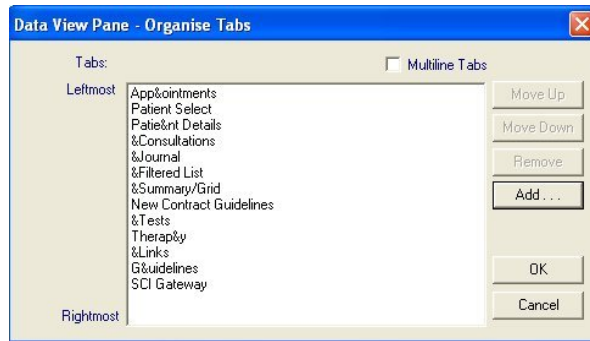 Data View Pane - Organise Tabs
Tabs:
Multiline Tabs
Leftmost
App&ointments
Patient Select
Patie&nt Details
&Consultations
&Journal
&Filtered List
&Summary/Grid
New Contract Guidelines
&Tests
Therap&y
&Links
G&uidelines
SCI Gateway
Rightmost
Move Up
Move Down
Remove
Add . . .
OK
Cancel